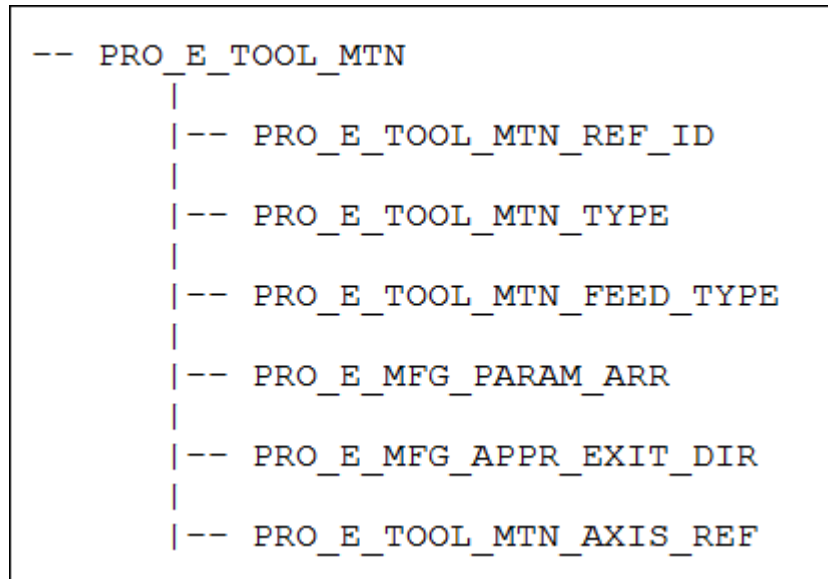 -- PRO_E_TOOL_MTN
|
|-- PRO_E_TOOL_MTN_REF_ID
|
|-- PRO_E_TOOL_MTN_TYPE
|
|-- PRO_E_TOOL_MTN_FEED_TYPE
|
|-- PRO_E_MFG_PARAM_ARR
|
|-- PRO_E_MFG_APPR_EXIT_DIR
|
|-- PRO_E_TOOL_MTN_AXIS_REF